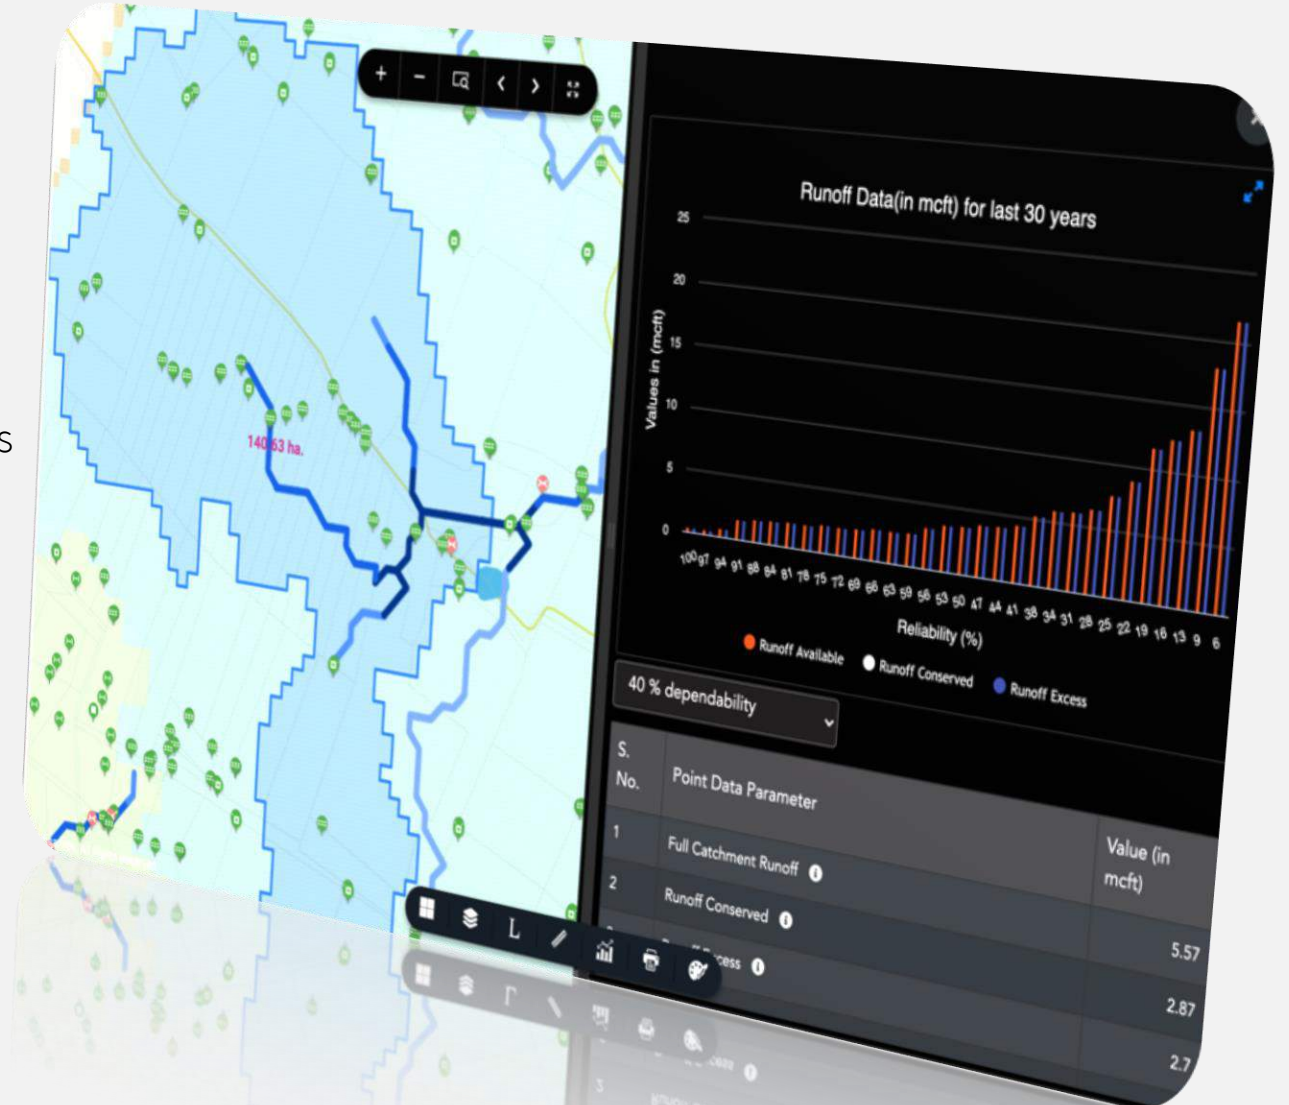 s
140.63 ha.
Runoff Data(in mcft) for last 30 years
Values in (mcft)
25
20
15
10
5
0
100 97 94 91 88 84 81 78 75 72 69 66 63 59 56 53 50 47 44 41 38 34 31 28 25 22 19 16 13 9 6
Reliability (%)
Runoff Available
Runoff Conserved
Runoff Excess
40 % dependability
S. No.
Point Data Parameter
Value (in mcft)
1 Full Catchment Runoff 5.57
2 Runoff Conserved 2.87
2.7